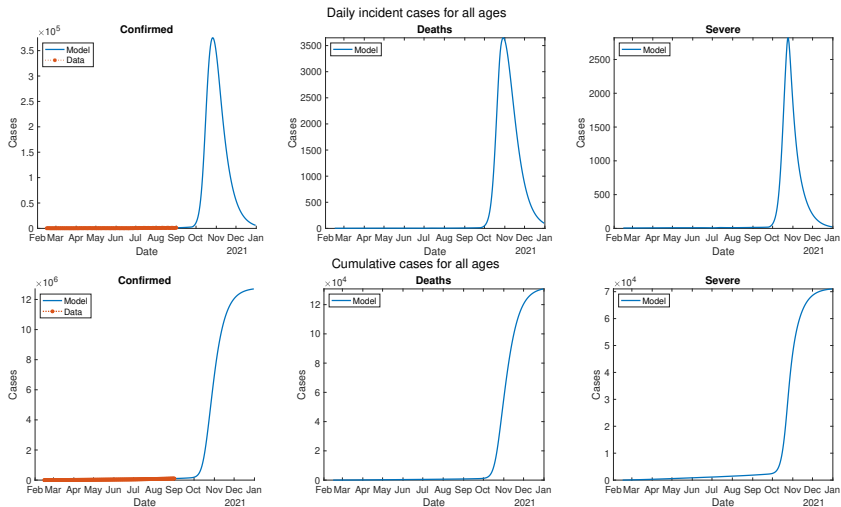 Daily incident cases for all ages
Confirmed
×10^5
3.5
3
2.5
2
1.5
1
0.5
0
Cases
Model
Data
Feb Mar Apr May Jun Jul Aug Sep Oct Nov Dec Jan
Date
2021
Deaths
3500
3000
2500
2000
1500
1000
500
0
Cases
Model
Feb Mar Apr May Jun Jul Aug Sep Oct Nov Dec Jan
Date
2021
Severe
2500
2000
1500
1000
500
0
Cases
Model
Feb Mar Apr May Jun Jul Aug Sep Oct Nov Dec Jan
Date
2021
Cumulative cases for all ages
Confirmed
×10^6
12
10
8
6
4
2
0
Cases
Model
Data
Feb Mar Apr May Jun Jul Aug Sep Oct Nov Dec Jan
Date
2021
Deaths
×10^4
12
10
8
6
4
2
0
Cases
Model
Feb Mar Apr May Jun Jul Aug Sep Oct Nov Dec Jan
Date
2021
Severe
×10^4
7
6
5
4
3
2
1
0
Cases
Model
Feb Mar Apr May Jun Jul Aug Sep Oct Nov Dec Jan
Date
2021